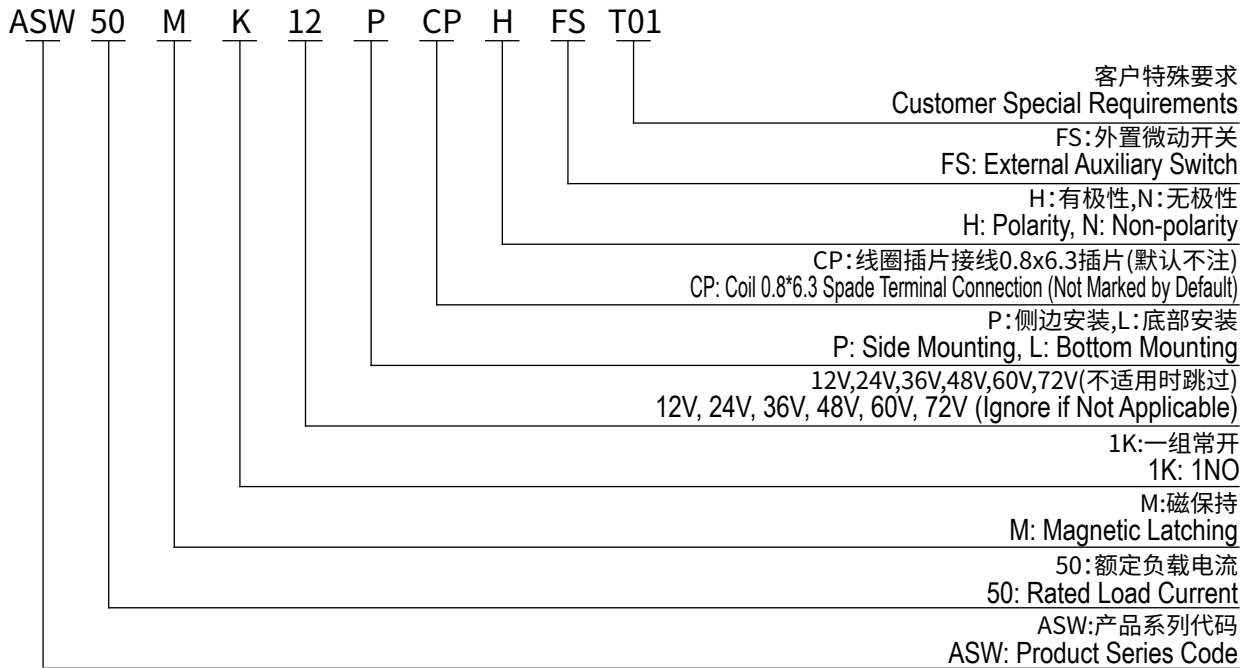 ASW 50 M K 12 P CP H FS T01
客户特殊要求
Customer Special Requirements
FS:外置微动开关
FS: External Auxiliary Switch
H:有极性,N:无极性
H: Polarity, N: Non-polarity
CP:线圈插片接线0.8x6.3插片(默认不注)
CP: Coil 0.8*6.3 Spade Terminal Connection (Not Marked by Default)
P:侧边安装,L:底部安装
P: Side Mounting, L: Bottom Mounting
12V,24V,36V,48V,60V,72V(不适用时跳过)
12V, 24V, 36V, 48V, 60V, 72V (Ignore if Not Applicable)
1K:一组常开
1K: 1NO
M:磁保持
M: Magnetic Latching
50:额定负载电流
50: Rated Load Current
ASW:产品系列代码
ASW: Product Series Code